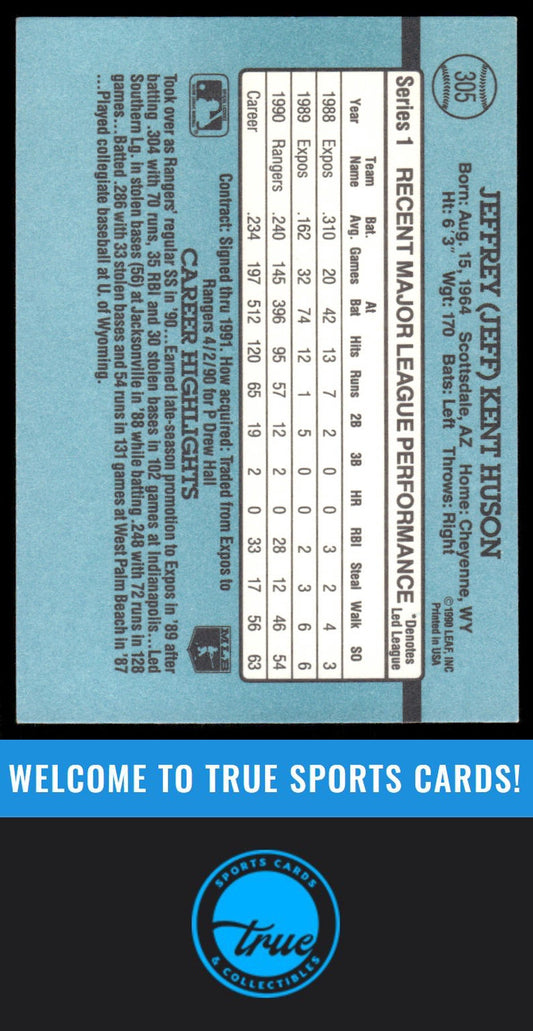 305
JEFFREY (JEFF) KENT HUSON
Born: Aug. 15, 1964 Scottsdale, AZ Home: Cheyenne, WY
Ht: 6'3" Wgt: 170 Bats: Left Throws: Right
©1990 LEAF, INC
Printed in USA
Series 1 RECENT MAJOR LEAGUE PERFORMANCE *Denotes Led League
Year Team Name Bat. Avg. Games At Bat Hits Runs 2B 3B HR RBI Steal Walk SO
1988 Expos .310 20 42 13 7 2 0 0 3 2 4 3
1989 Expos .162 32 74 12 1 5 0 0 2 3 6 6
1990 Rangers .240 145 396 95 57 12 2 0 28 12 46 54
Career .234 197 512 120 65 19 2 0 33 17 56 63
Contract: Signed thru 1991. How acquired: Traded from Expos to
Rangers 4/2/90 for P Drew Hall
CAREER HIGHLIGHTS
MLB
Took over as Rangers' regular SS in '90...Earned late-season promotion to Expos in '89 after
batting .304 with 70 runs, 35 RBI and 30 stolen bases in 102 games at Indianapolis...Led
Southern Lg. in stolen bases (56) at Jacksonville in '88 while batting .248 with 72 runs in 128
games...Batted .286 with 33 stolen bases and 54 runs in 131 games at West Palm Beach in '87
...Played collegiate baseball at U. of Wyoming.
WELCOME TO TRUE SPORTS CARDS!
SPORTS CARDS
true
& COLLECTIBLES